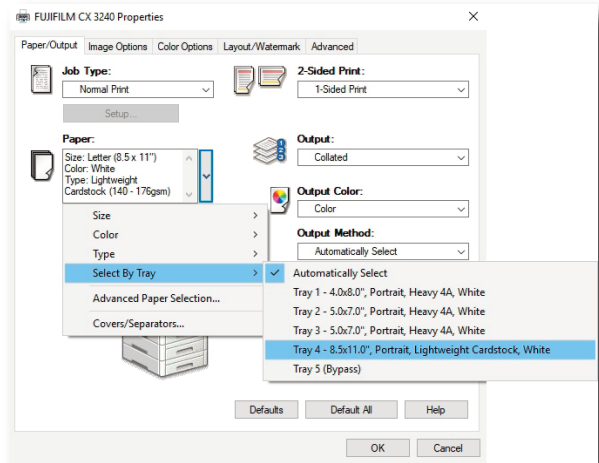 FUJIFILM CX 3240 Properties
Paper/Output Image Options Color Options Layout/Watermark Advanced
Job Type:
Normal Print
Setup...
2-Sided Print:
1-Sided Print
Paper:
Size: Letter (8.5 x 11")
Color: White
Type: Lightweight
Cardstock (140 - 176gsm)
Output:
Collated
Output Color:
Color
Output Method:
Automatically Select
Size
Color
Type
Select By Tray
Advanced Paper Selection...
Covers/Separators...
Automatically Select
Tray 1 - 4.0x8.0", Portrait, Heavy 4A, White
Tray 2 - 5.0x7.0", Portrait, Heavy 4A, White
Tray 3 - 5.0x7.0", Portrait, Heavy 4A, White
Tray 4 - 8.5x11.0", Portrait, Lightweight Cardstock, White
Tray 5 (Bypass)
Defaults Default All Help
OK Cancel